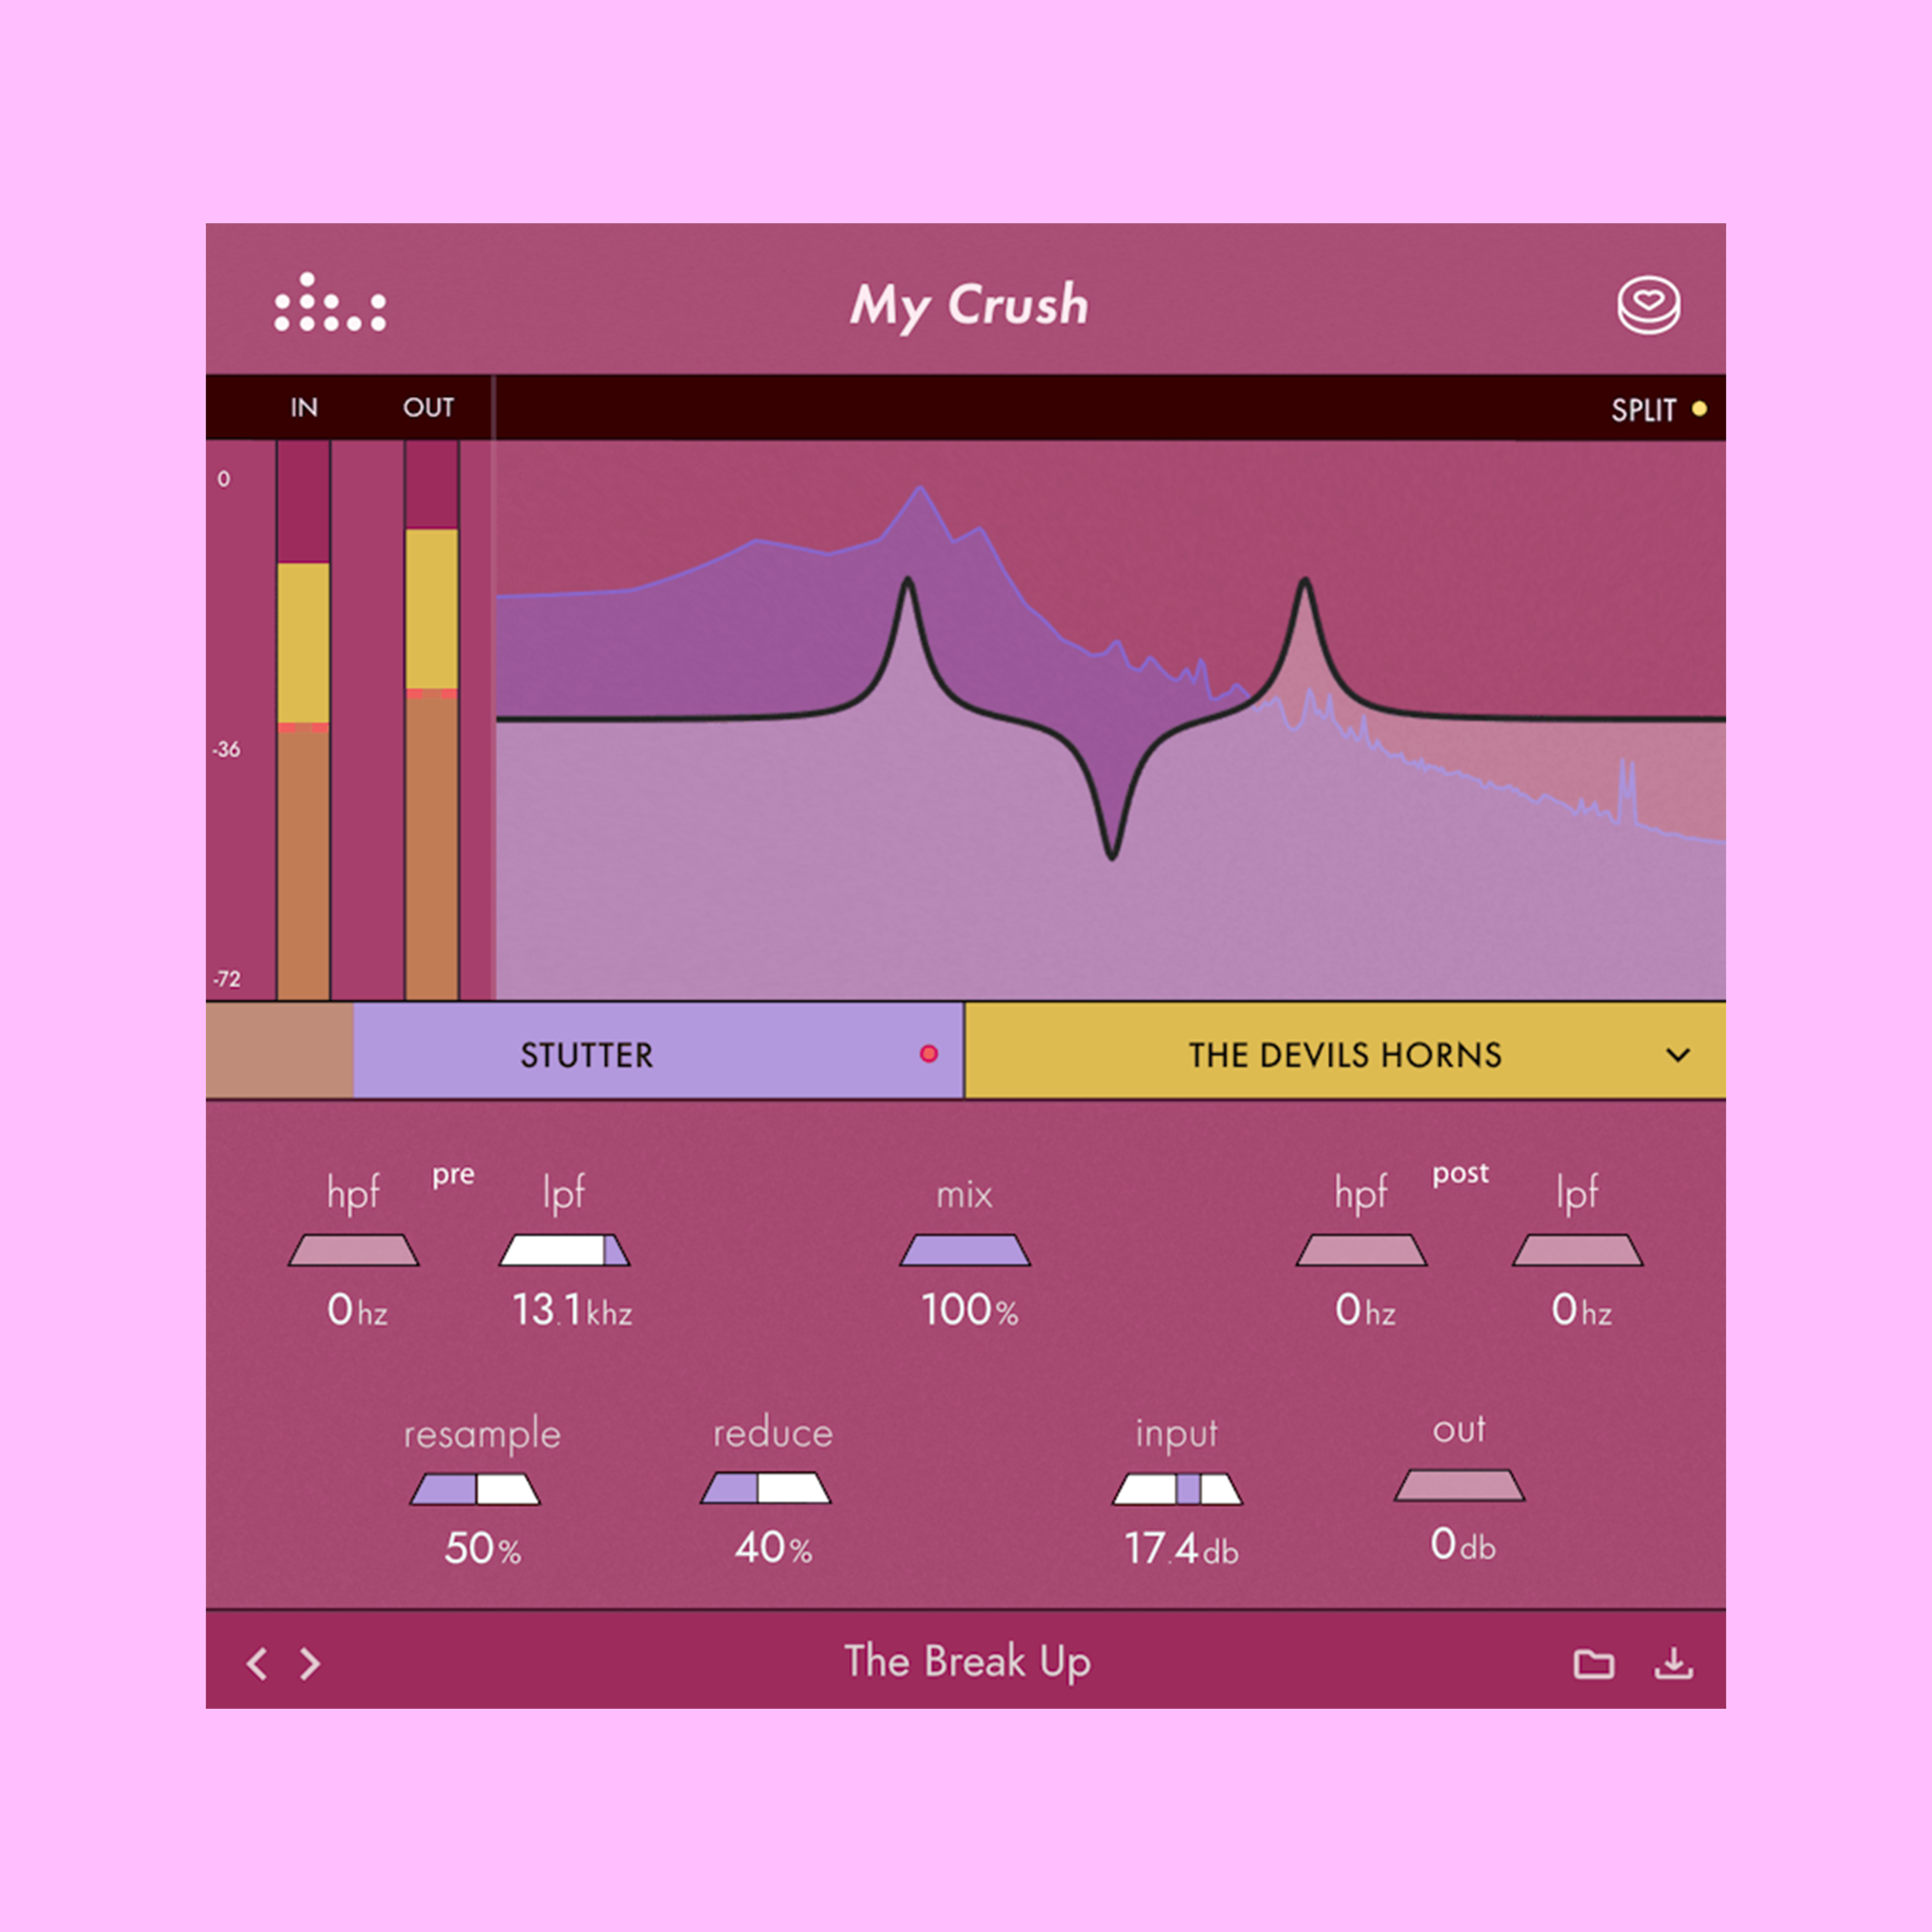 My Crush
IN OUT SPLIT
0
-36
-72
STUTTER THE DEVILS HORNS
hpf pre lpf mix hpf post lpf
0hz 13.1khz 100% 0hz 0hz
resample reduce input out
50% 40% 17.4db 0db
The Break Up